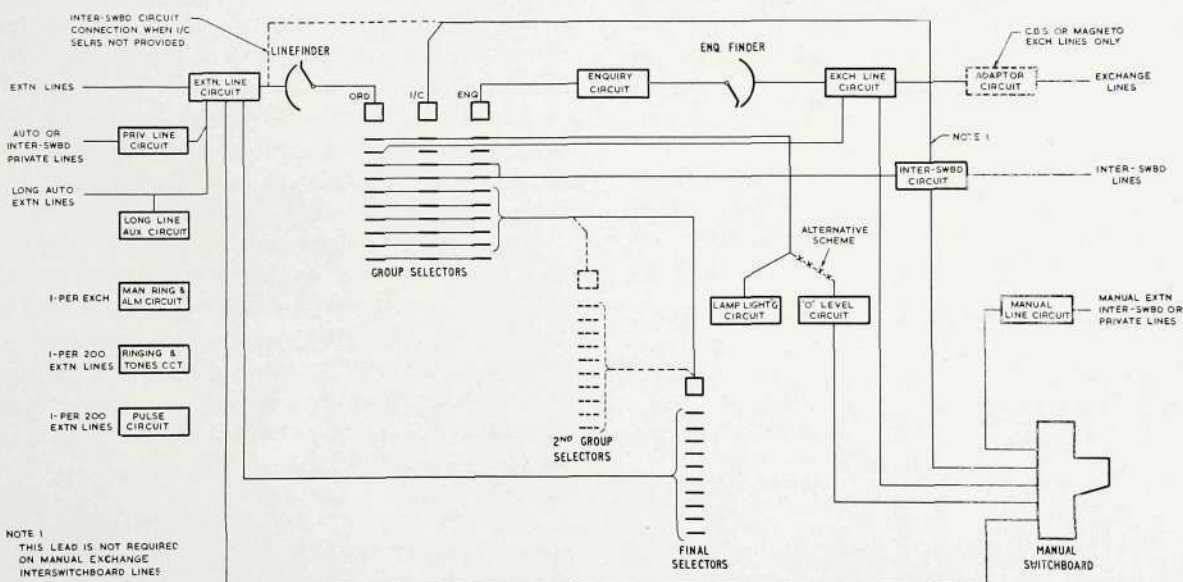 INTER-SWBD CIRCUIT
CONNECTION WHEN I/C
SELRS NOT PROVIDED
LINEFINDER
ENQ. FINDER
C.B.S. OR MAGNETO
EXCH LINES ONLY
EXTN LINES
EXTN. LINE
CIRCUIT
ORD
I/C
ENQ
ENQUIRY
CIRCUIT
EXCH LINE
CIRCUIT
ADAPTOR
CIRCUIT
EXCHANGE
LINES
AUTO OR
INTER-SWBD
PRIVATE LINES
PRIV LINE
CIRCUIT
NOTE 1.
INTER-SWBD
CIRCUIT
INTER-SWBD
LINES
LONG AUTO
EXTN LINES
LONG LINE
AUX CIRCUIT
ALTERNATIVE
SCHEME
GROUP SELECTORS
1-PER EXCH
MAN RING &
ALM CIRCUIT
LAMP LIGHT'G
CIRCUIT
"O" LEVEL
CIRCUIT
MANUAL
LINE CIRCUIT
MANUAL EXTN
INTER-SWBD OR
PRIVATE LINES
1-PER 200
EXTN LINES
RINGING &
TONES CCT
1-PER 200
EXTN LINES
PULSE
CIRCUIT
2ND GROUP
SELECTORS
NOTE 1
THIS LEAD IS NOT REQUIRED
ON MANUAL EXCHANGE
INTERSWITCHBOARD LINES
FINAL
SELECTORS
MANUAL
SWITCHBOARD